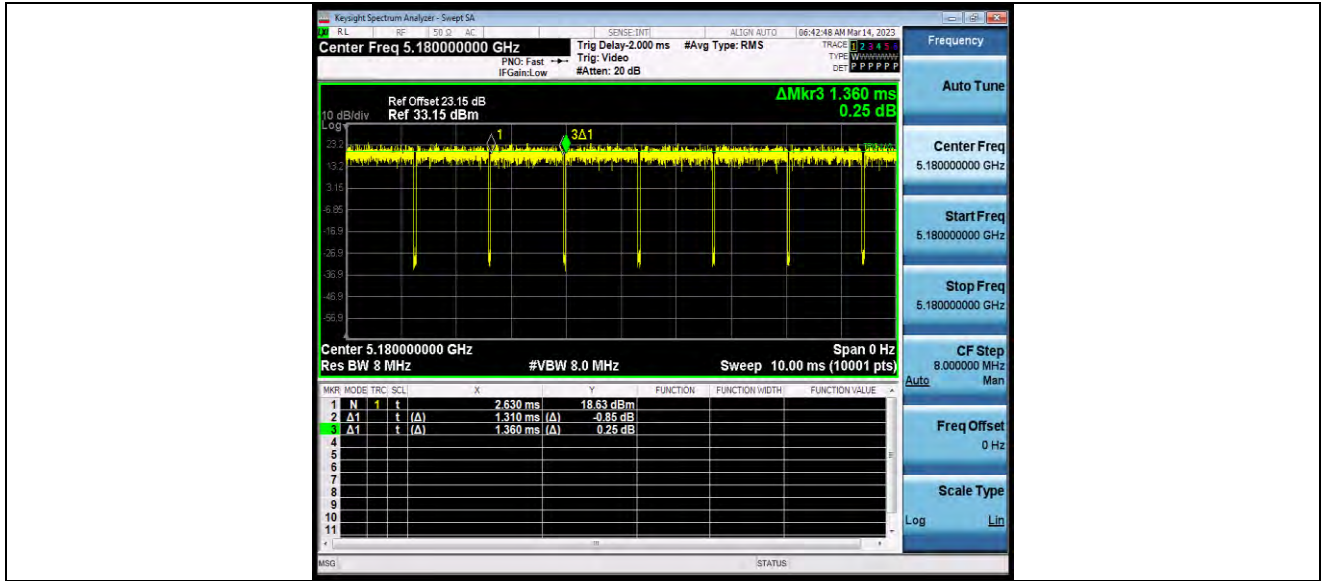 Keysight Spectrum Analyzer - Swept SA
RL RF 50 Ω AC SENSE:INT ALIGN AUTO 06:42:48 AM Mar 14, 2023
Center Freq 5.180000000 GHz
PNO: Fast
IFGain:Low
Trig Delay-2.000 ms
Trig: Video
#Atten: 20 dB
#Avg Type: RMS
TRACE 1 2 3 4 5 6
TYPE WWWWWW
DET P P P P P P
Ref Offset 23.15 dB
10 dB/div Ref 33.15 dBm
Log
ΔMkr3 1.360 ms
0.25 dB
1
3Δ1
23.2
13.2
3.15
-6.85
-16.9
-26.9
-36.9
-46.9
-56.9
Center 5.180000000 GHz Span 0 Hz
Res BW 8 MHz #VBW 8.0 MHz Sweep 10.00 ms (10001 pts)
MKR MODE TRC SCL X Y FUNCTION FUNCTION WIDTH FUNCTION VALUE
1 N 1 t 2.630 ms 18.63 dBm
2 Δ1 t (Δ) 1.310 ms (Δ) -0.85 dB
3 Δ1 t (Δ) 1.360 ms (Δ) 0.25 dB
4
5
6
7
8
9
10
11
MSG STATUS
Frequency
Auto Tune
Center Freq
5.180000000 GHz
Start Freq
5.180000000 GHz
Stop Freq
5.180000000 GHz
CF Step
8.000000 MHz
Auto Man
Freq Offset
0 Hz
Scale Type
Log Lin